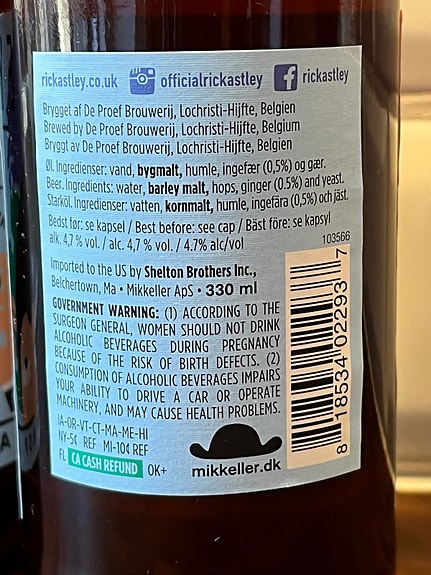 rickastley.co.uk officialrickastley rickastley
Brygget af De Proef Brouwerij, Lochristi-Hijfte, Belgien
Brewed by De Proef Brouwerij, Lochristi-Hijfte, Belgium
Bryggt av De Proef Brouwerij, Lochristi-Hijfte, Belgien
Øl. Ingredienser: vand, bygmalt, humle, ingefær (0,5%) og gær.
Beer. Ingredients: water, barley malt, hops, ginger (0.5%) and yeast.
Starköl. Ingredienser: vatten, kornmalt, humle, ingefära (0,5%) och jäst.
Bedst før: se kapsel / Best before: see cap / Bäst före: se kapsyl
alk. 4,7 % vol. / alc. 4,7 % vol. / 4.7% alc/vol
103566
Imported to the US by Shelton Brothers Inc.,
Belchertown, Ma • Mikkeller ApS • 330 ml
GOVERNMENT WARNING: (1) ACCORDING TO THE
SURGEON GENERAL, WOMEN SHOULD NOT DRINK
ALCOHOLIC BEVERAGES DURING PREGNANCY
BECAUSE OF THE RISK OF BIRTH DEFECTS. (2)
CONSUMPTION OF ALCOHOLIC BEVERAGES IMPAIRS
YOUR ABILITY TO DRIVE A CAR OR OPERATE
MACHINERY, AND MAY CAUSE HEALTH PROBLEMS.
IA-OR-VT-CT-MA-ME-HI
NY-5¢ REF MI-10¢ REF
FL CA CASH REFUND OK+
mikkeller.dk
8 18534 02293 7